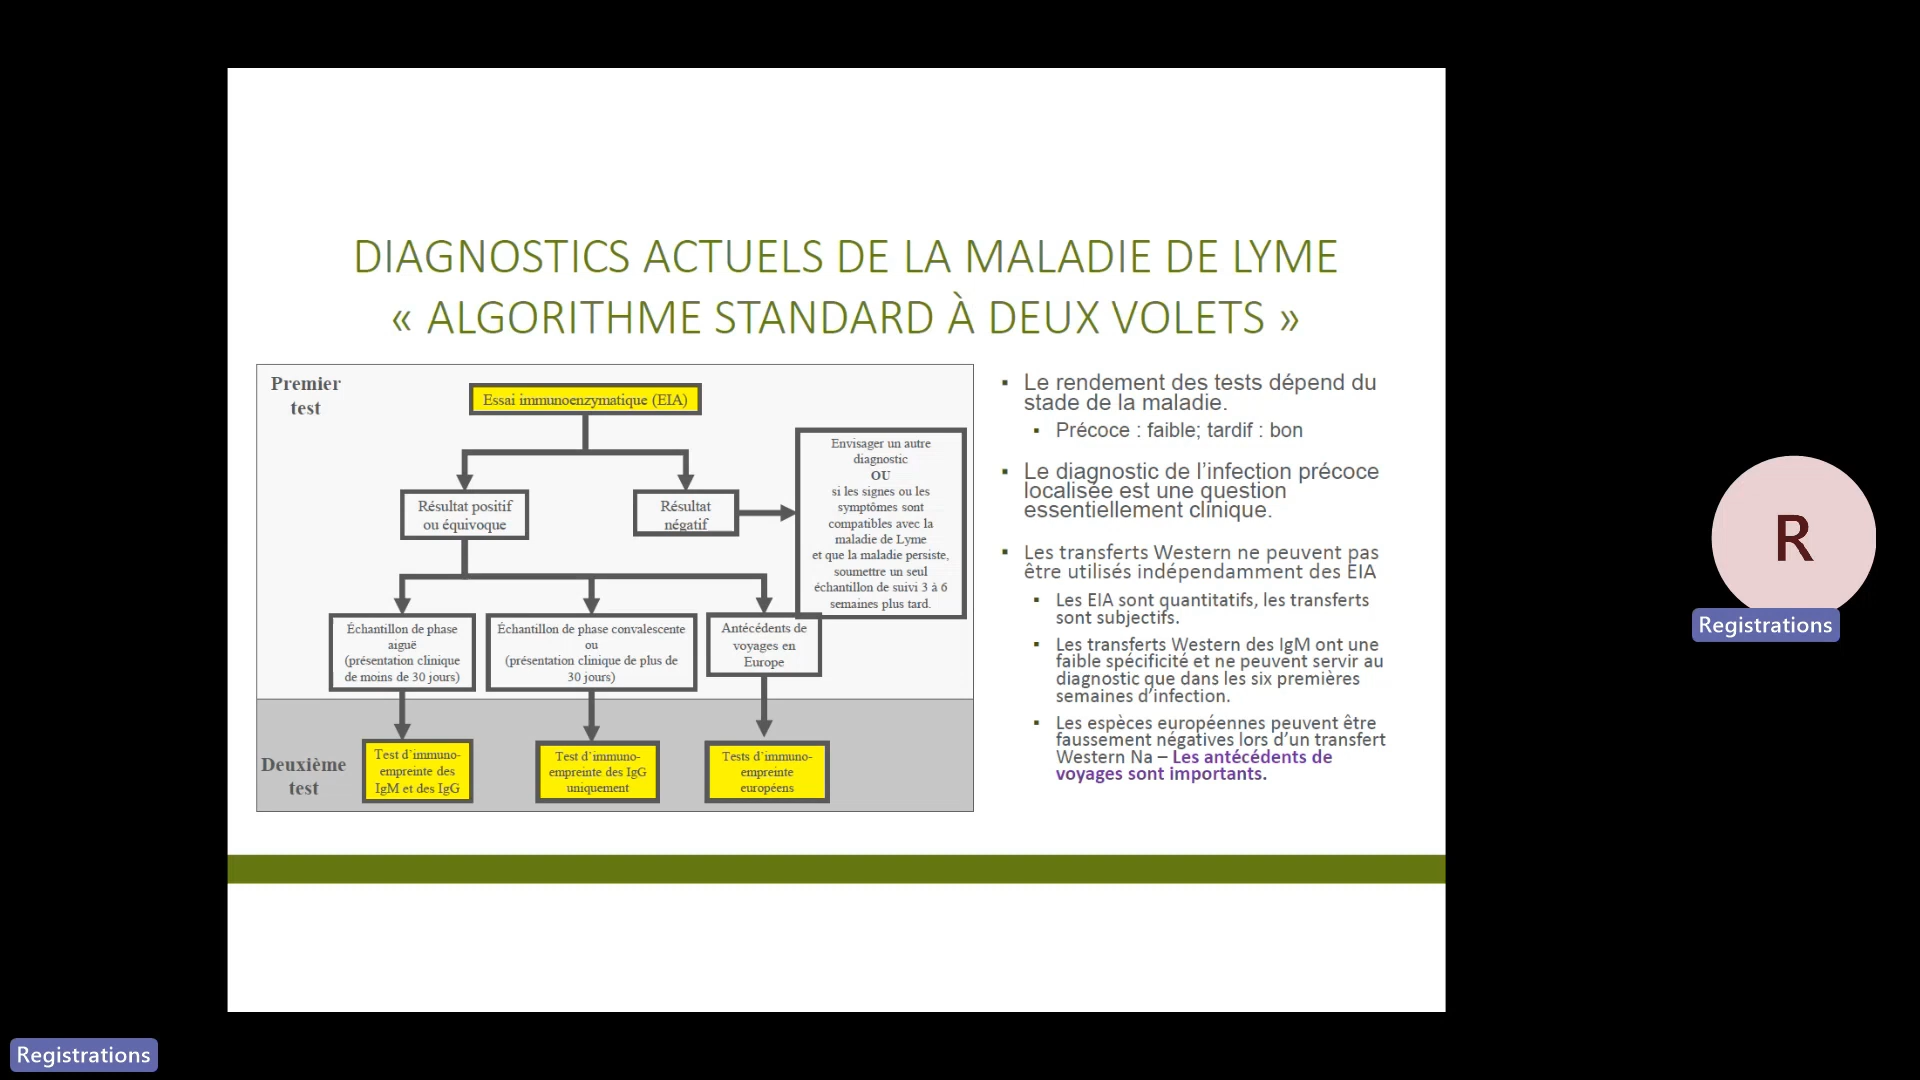 DIAGNOSTICS ACTUELS DE LA MALADIE DE LYME
« ALGORITHME STANDARD À DEUX VOLETS »
Premier
test
Essai immunoenzymatique (EIA)
Résultat positif
ou équivoque
Résultat
négatif
Envisager un autre
diagnostic
OU
si les signes ou les
symptômes sont
compatibles avec la
maladie de Lyme
et que la maladie persiste,
soumettre un seul
échantillon de suivi 3 à 6
semaines plus tard.
Échantillon de phase
aiguë
(présentation clinique
de moins de 30 jours)
Échantillon de phase convalescente
ou
(présentation clinique de plus de
30 jours)
Antécédents de
voyages en
Europe
Deuxième
test
Test d'immuno-
empreinte des
IgM et des IgG
Test d'immuno-
empreinte des IgG
uniquement
Tests d'immuno-
empreinte
européens
▪ Le rendement des tests dépend du
stade de la maladie.
▪ Précoce : faible; tardif : bon
▪ Le diagnostic de l'infection précoce
localisée est une question
essentiellement clinique.
▪ Les transferts Western ne peuvent pas
être utilisés indépendamment des EIA
▪ Les EIA sont quantitatifs, les transferts
sont subjectifs.
▪ Les transferts Western des IgM ont une
faible spécificité et ne peuvent servir au
diagnostic que dans les six premières
semaines d'infection.
▪ Les espèces européennes peuvent être
faussement négatives lors d'un transfert
Western Na – Les antécédents de
voyages sont importants.
R
Registrations
Registrations